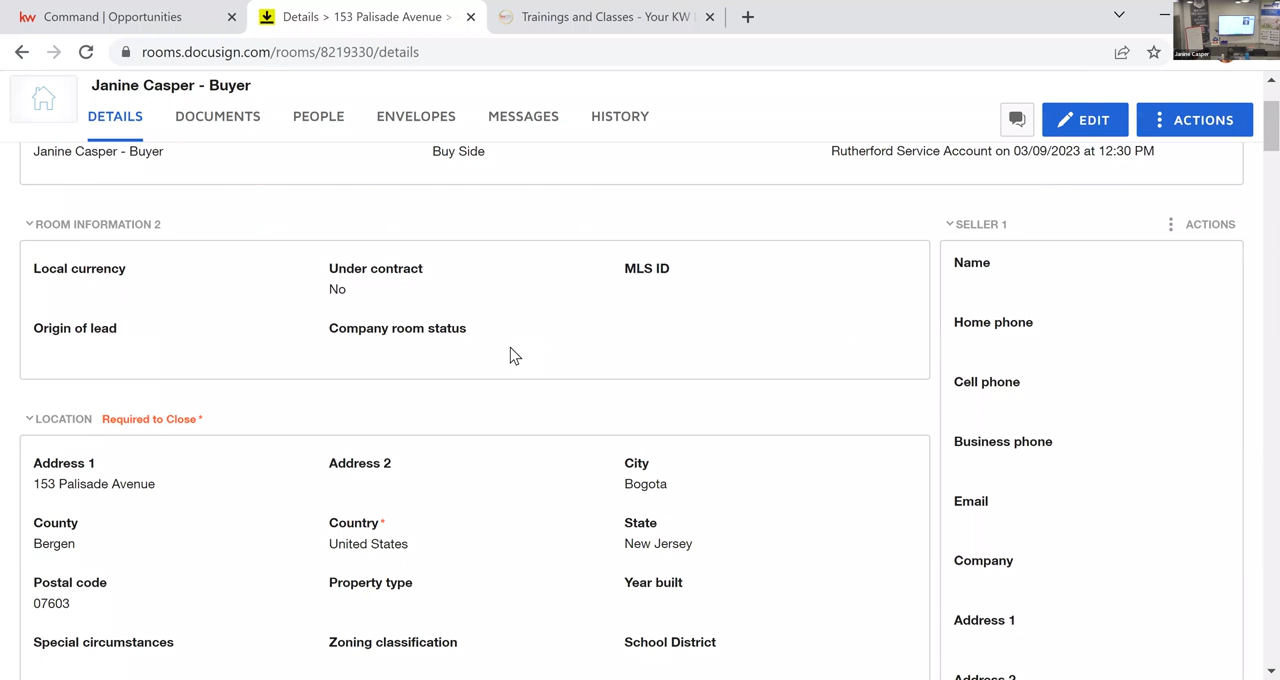 kw Command | Opportunities
Details > 153 Palisade Avenue >
Trainings and Classes - Your KW
rooms.docusign.com/rooms/8219330/details
Janine Casper
Janine Casper - Buyer
DETAILS DOCUMENTS PEOPLE ENVELOPES MESSAGES HISTORY
EDIT
ACTIONS
Janine Casper - Buyer Buy Side Rutherford Service Account on 03/09/2023 at 12:30 PM
ROOM INFORMATION 2
Local currency Under contract MLS ID
No
Origin of lead Company room status
LOCATION Required to Close *
Address 1 Address 2 City
153 Palisade Avenue Bogota
County Country* State
Bergen United States New Jersey
Postal code Property type Year built
07603
Special circumstances Zoning classification School District
SELLER 1 ACTIONS
Name
Home phone
Cell phone
Business phone
Email
Company
Address 1
Address 2